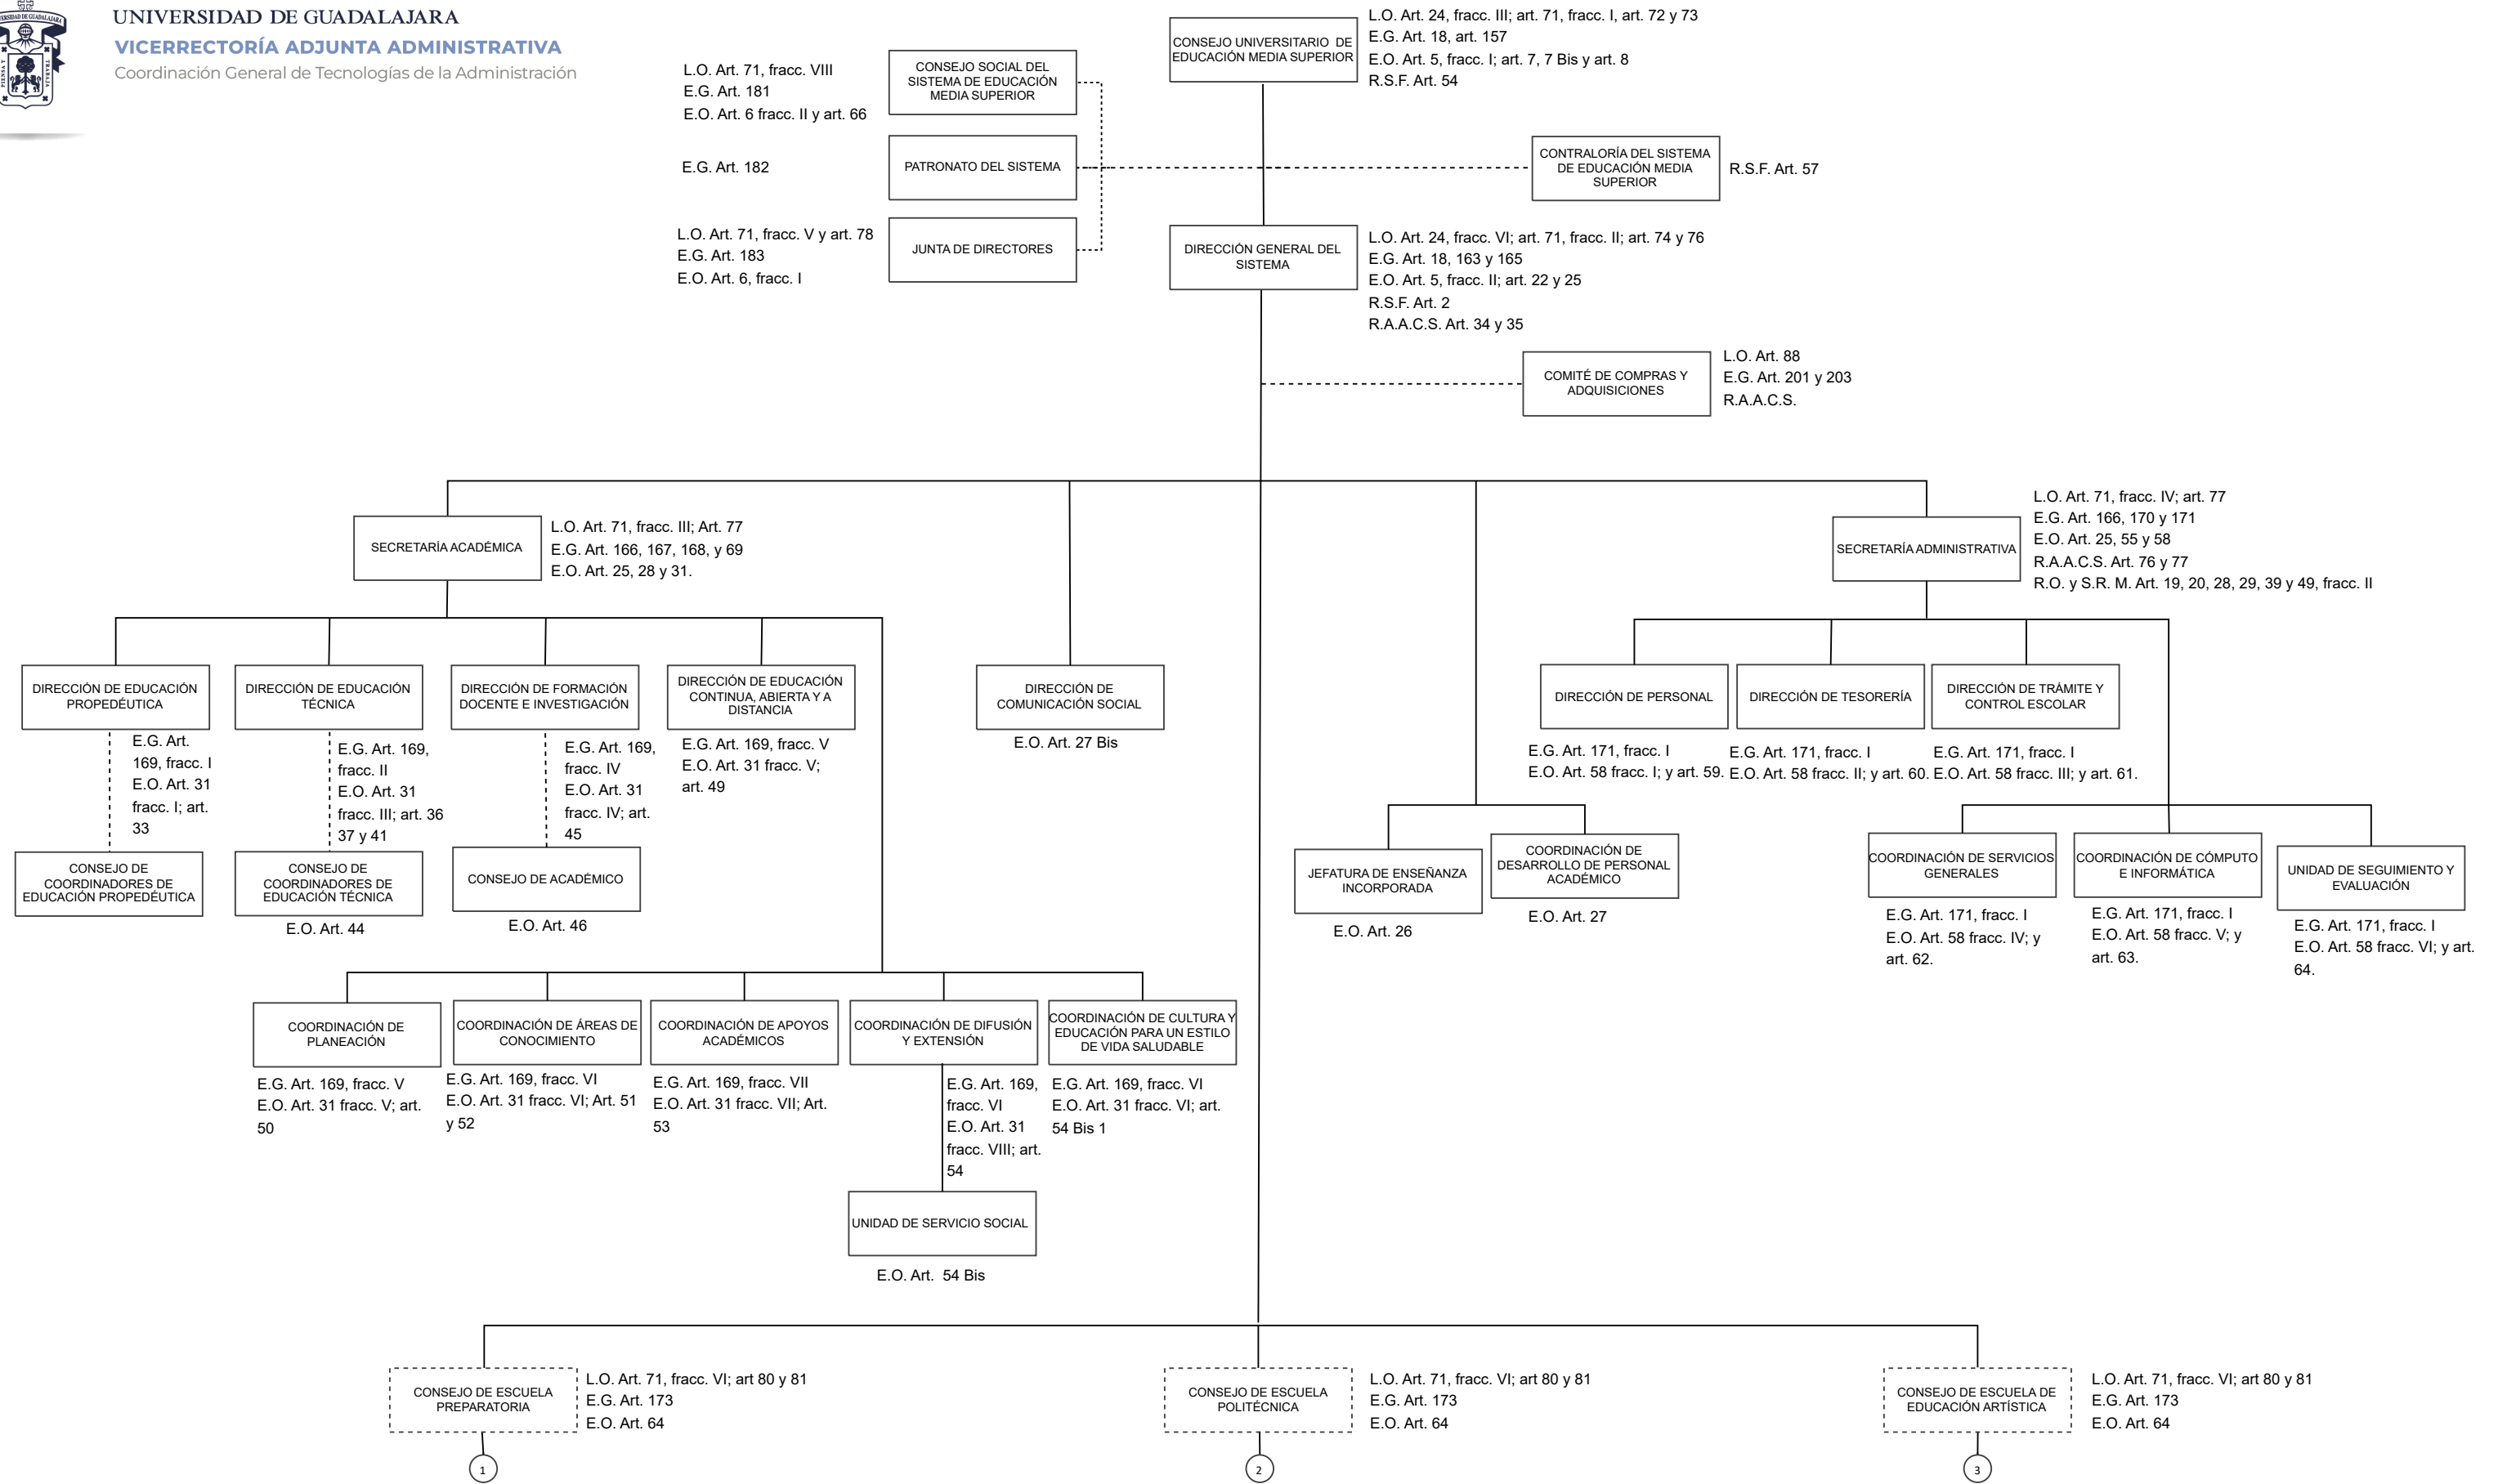 UNIVERSIDAD DE GUADALAJARA
VICERRECTORÍA ADJUNTA ADMINISTRATIVA
Coordinación General de Tecnologías de la Administración
PIENSA Y
TRABAJA
CONSEJO UNIVERSITARIO DE
EDUCACIÓN MEDIA SUPERIOR
L.O. Art. 24, fracc. III; art. 71, fracc. I, art. 72 y 73
E.G. Art. 18, art. 157
E.O. Art. 5, fracc. I; art. 7, 7 Bis y art. 8
R.S.F. Art. 54
L.O. Art. 71, fracc. VIII
E.G. Art. 181
E.O. Art. 6 fracc. II y art. 66
CONSEJO SOCIAL DEL
SISTEMA DE EDUCACIÓN
MEDIA SUPERIOR
E.G. Art. 182
PATRONATO DEL SISTEMA
CONTRALORÍA DEL SISTEMA
DE EDUCACIÓN MEDIA
SUPERIOR
R.S.F. Art. 57
L.O. Art. 71, fracc. V y art. 78
E.G. Art. 183
E.O. Art. 6, fracc. I
JUNTA DE DIRECTORES
DIRECCIÓN GENERAL DEL
SISTEMA
L.O. Art. 24, fracc. VI; art. 71, fracc. II; art. 74 y 76
E.G. Art. 18, 163 y 165
E.O. Art. 5, fracc. II; art. 22 y 25
R.S.F. Art. 2
R.A.A.C.S. Art. 34 y 35
COMITÉ DE COMPRAS Y
ADQUISICIONES
L.O. Art. 88
E.G. Art. 201 y 203
R.A.A.C.S.
SECRETARÍA ACADÉMICA
L.O. Art. 71, fracc. III; Art. 77
E.G. Art. 166, 167, 168, y 69
E.O. Art. 25, 28 y 31.
SECRETARÍA ADMINISTRATIVA
L.O. Art. 71, fracc. IV; art. 77
E.G. Art. 166, 170 y 171
E.O. Art. 25, 55 y 58
R.A.A.C.S. Art. 76 y 77
R.O. y S.R. M. Art. 19, 20, 28, 29, 39 y 49, fracc. II
DIRECCIÓN DE EDUCACIÓN
PROPEDÉUTICA
E.G. Art.
169, fracc. I
E.O. Art. 31
fracc. I; art.
33
DIRECCIÓN DE EDUCACIÓN
TÉCNICA
E.G. Art. 169,
fracc. II
E.O. Art. 31
fracc. III; art. 36
37 y 41
DIRECCIÓN DE FORMACIÓN
DOCENTE E INVESTIGACIÓN
E.G. Art. 169,
fracc. IV
E.O. Art. 31
fracc. IV; art.
45
DIRECCIÓN DE EDUCACIÓN
CONTINUA, ABIERTA Y A
DISTANCIA
E.G. Art. 169, fracc. V
E.O. Art. 31 fracc. V;
art. 49
DIRECCIÓN DE
COMUNICACIÓN SOCIAL
E.O. Art. 27 Bis
DIRECCIÓN DE PERSONAL
E.G. Art. 171, fracc. I
E.O. Art. 58 fracc. I; y art. 59.
DIRECCIÓN DE TESORERÍA
E.G. Art. 171, fracc. I
E.O. Art. 58 fracc. II; y art. 60.
DIRECCIÓN DE TRÁMITE Y
CONTROL ESCOLAR
E.G. Art. 171, fracc. I
E.O. Art. 58 fracc. III; y art. 61.
CONSEJO DE
COORDINADORES DE
EDUCACIÓN PROPEDÉUTICA
CONSEJO DE
COORDINADORES DE
EDUCACIÓN TÉCNICA
E.O. Art. 44
CONSEJO DE ACADÉMICO
E.O. Art. 46
JEFATURA DE ENSEÑANZA
INCORPORADA
E.O. Art. 26
COORDINACIÓN DE
DESARROLLO DE PERSONAL
ACADÉMICO
E.O. Art. 27
COORDINACIÓN DE SERVICIOS
GENERALES
E.G. Art. 171, fracc. I
E.O. Art. 58 fracc. IV; y
art. 62.
COORDINACIÓN DE CÓMPUTO
E INFORMÁTICA
E.G. Art. 171, fracc. I
E.O. Art. 58 fracc. V; y
art. 63.
UNIDAD DE SEGUIMIENTO Y
EVALUACIÓN
E.G. Art. 171, fracc. I
E.O. Art. 58 fracc. VI; y art.
64.
COORDINACIÓN DE
PLANEACIÓN
E.G. Art. 169, fracc. V
E.O. Art. 31 fracc. V; art.
50
COORDINACIÓN DE ÁREAS DE
CONOCIMIENTO
E.G. Art. 169, fracc. VI
E.O. Art. 31 fracc. VI; Art. 51
y 52
COORDINACIÓN DE APOYOS
ACADÉMICOS
E.G. Art. 169, fracc. VII
E.O. Art. 31 fracc. VII; Art.
53
COORDINACIÓN DE DIFUSIÓN
Y EXTENSIÓN
E.G. Art. 169,
fracc. VI
E.O. Art. 31
fracc. VIII; art.
54
COORDINACIÓN DE CULTURA Y
EDUCACIÓN PARA UN ESTILO
DE VIDA SALUDABLE
E.G. Art. 169, fracc. VI
E.O. Art. 31 fracc. VI; art.
54 Bis 1
UNIDAD DE SERVICIO SOCIAL
E.O. Art. 54 Bis
CONSEJO DE ESCUELA
PREPARATORIA
L.O. Art. 71, fracc. VI; art 80 y 81
E.G. Art. 173
E.O. Art. 64
CONSEJO DE ESCUELA
POLITÉCNICA
L.O. Art. 71, fracc. VI; art 80 y 81
E.G. Art. 173
E.O. Art. 64
CONSEJO DE ESCUELA DE
EDUCACIÓN ARTÍSTICA
L.O. Art. 71, fracc. VI; art 80 y 81
E.G. Art. 173
E.O. Art. 64
1
2
3